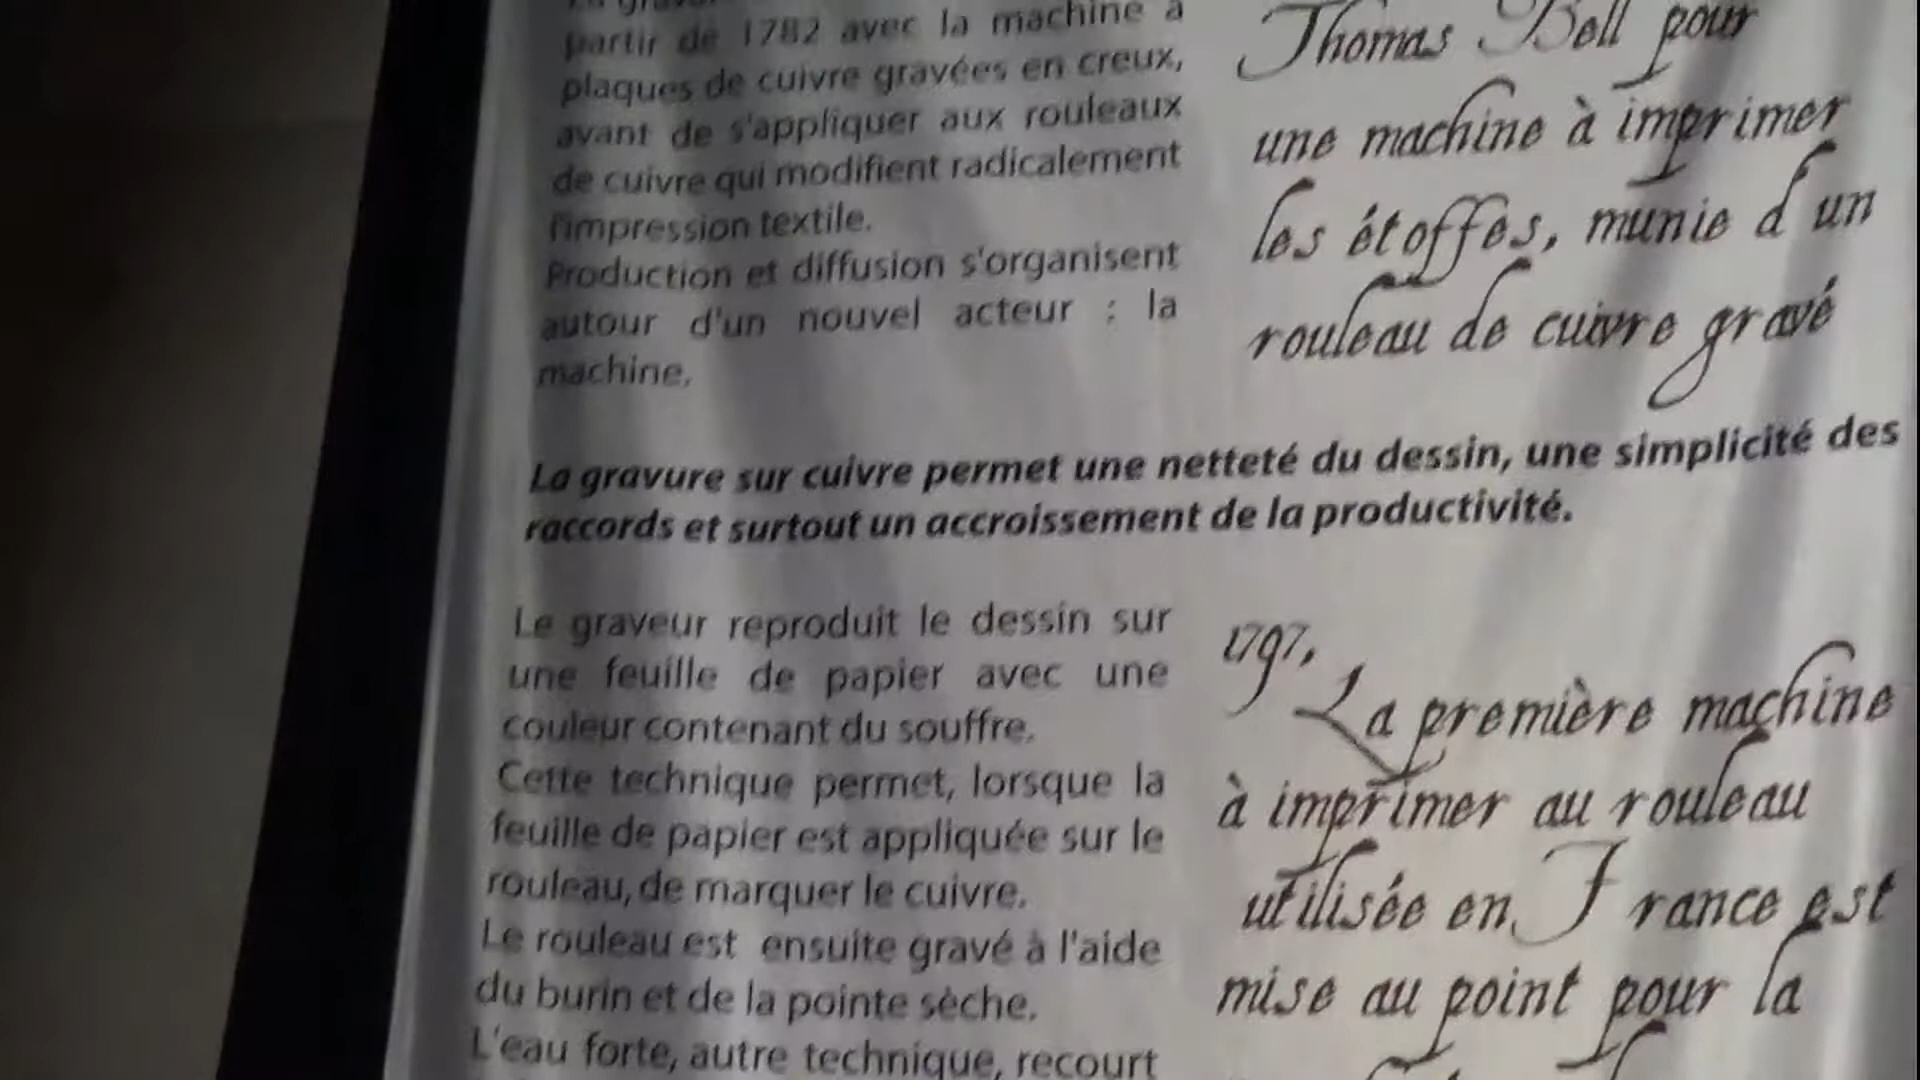 partir de 1782 avec la machine à
plaques de cuivre gravées en creux,
avant de s'appliquer aux rouleaux
de cuivre qui modifient radicalement
l'impression textile.
Production et diffusion s'organisent
autour d'un nouvel acteur : la
machine.
Thomas Bell pour
une machine à imprimer
les étoffes, munie d'un
rouleau de cuivre gravé
La gravure sur cuivre permet une netteté du dessin, une simplicité des
raccords et surtout un accroissement de la productivité.
Le graveur reproduit le dessin sur
une feuille de papier avec une
couleur contenant du souffre.
Cette technique permet, lorsque la
feuille de papier est appliquée sur le
rouleau, de marquer le cuivre.
Le rouleau est ensuite gravé à l'aide
du burin et de la pointe sèche.
L'eau forte, autre technique, recourt
1797,
La première machine
à imprimer au rouleau
utilisée en France est
mise au point pour la